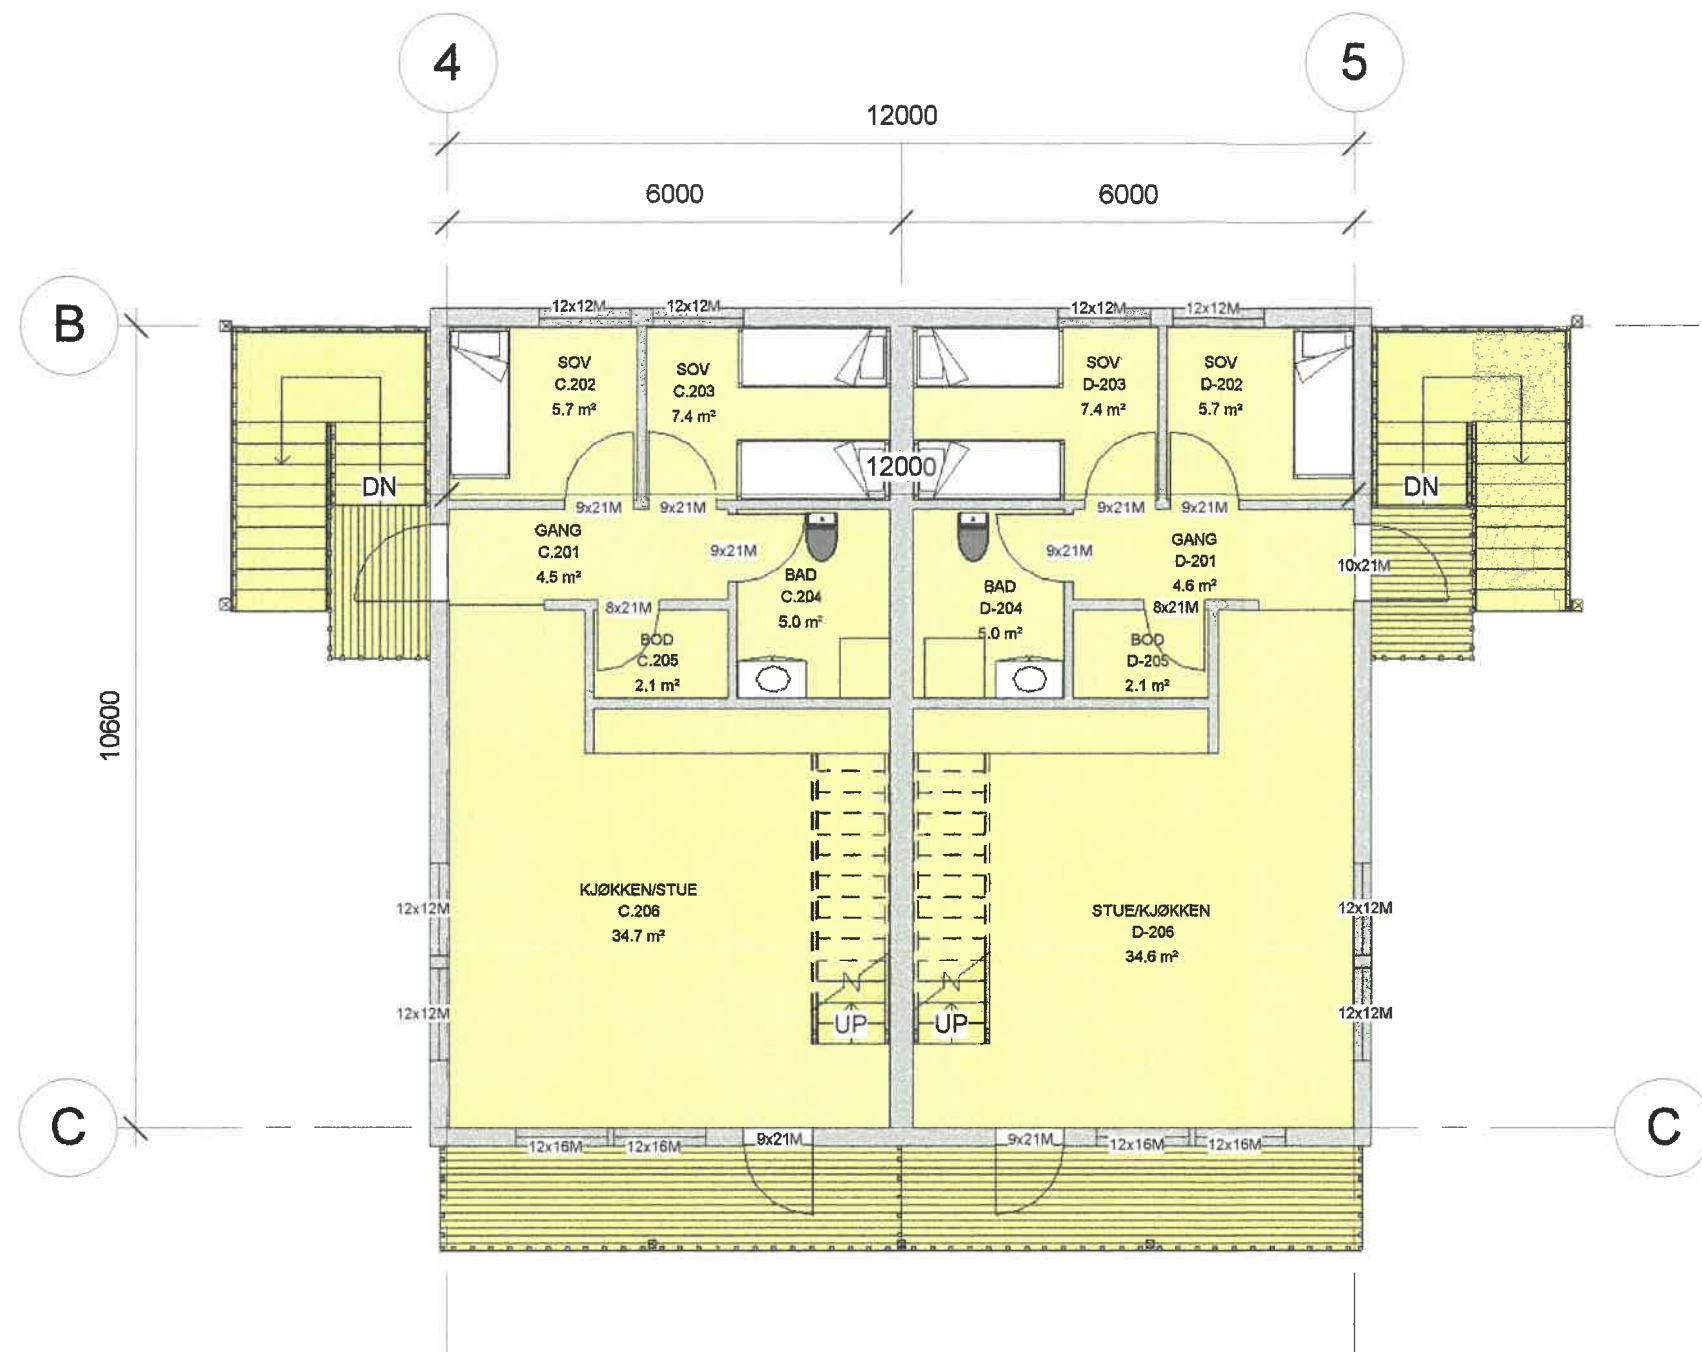 4
5
12000
6000
6000
B
12x12M
12x12M
12x12M
12x12M
SOV
C.202
5.7 m²
SOV
C.203
7.4 m²
SOV
D-203
7.4 m²
SOV
D-202
5.7 m²
12000
DN
DN
9x21M
9x21M
9x21M
9x21M
GANG
C.201
4.5 m²
9x21M
BAD
C.204
5.0 m²
9x21M
BAD
D-204
5.0 m²
GANG
D-201
4.6 m²
10x21M
8x21M
BOD
C.205
2.1 m²
8x21M
BOD
D-205
2.1 m²
10600
KJØKKEN/STUE
C.206
34.7 m²
STUE/KJØKKEN
D-206
34.6 m²
12x12M
12x12M
12x12M
12x12M
UP
UP
C
C
12x16M
12x16M
9x21M
9x21M
12x16M
12x16M